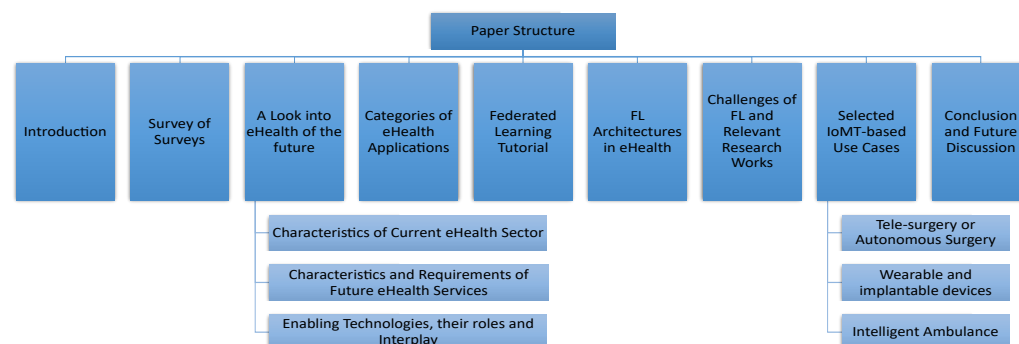 Paper Structure
Introduction
Survey of
Surveys
A Look into
eHealth of the
future
Categories of
eHealth
Applications
Federated
Learning
Tutorial
FL
Architectures
in eHealth
Challenges of
FL and
Relevant
Research
Works
Selected
IoMT-based
Use Cases
Conclusion
and Future
Discussion
Characteristics of Current eHealth Sector
Characteristics and Requirements of
Future eHealth Services
Enabling Technologies, their roles and
Interplay
Tele-surgery or
Autonomous Surgery
Wearable and
implantable devices
Intelligent Ambulance